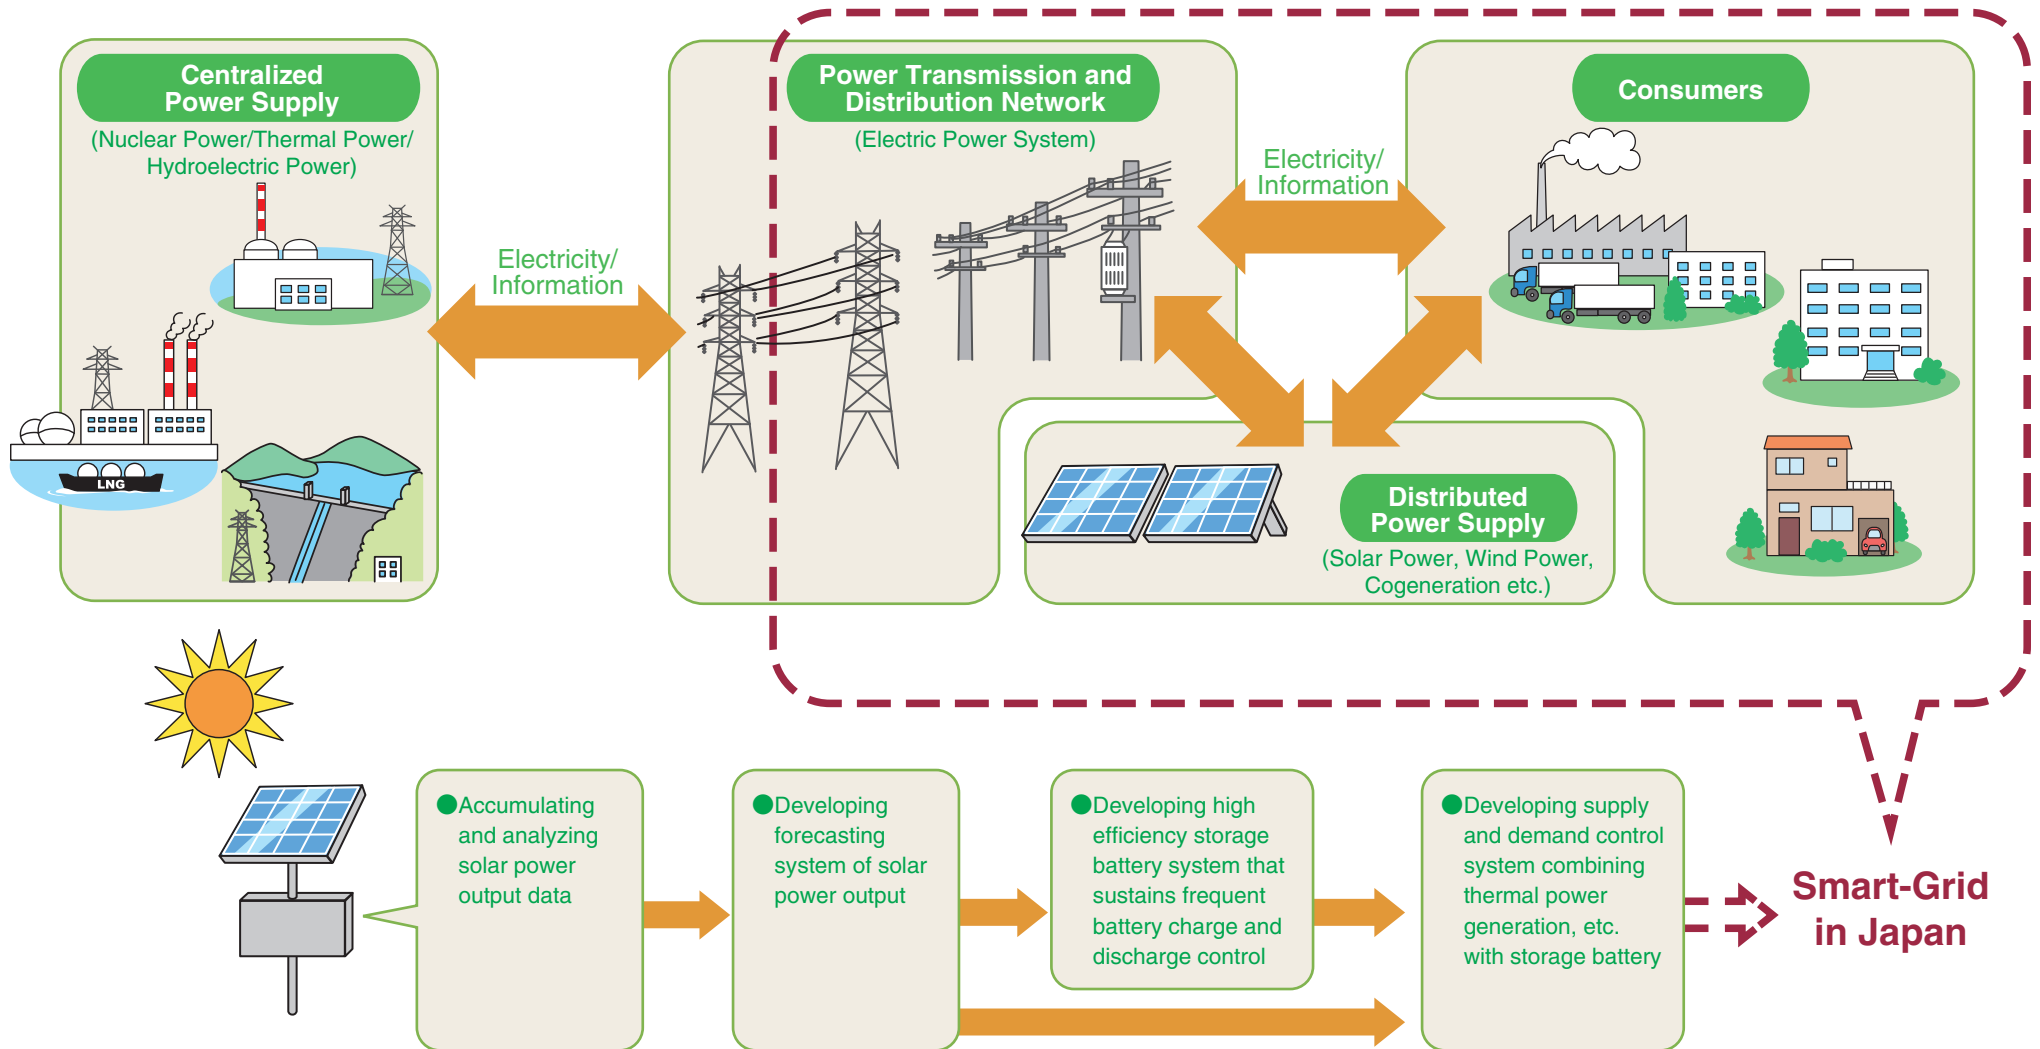 Centralized
Power Supply
(Nuclear Power/Thermal Power/
Hydroelectric Power)
LNG
Electricity/
Information
Power Transmission and
Distribution Network
(Electric Power System)
Electricity/
Information
Consumers
Distributed
Power Supply
(Solar Power, Wind Power,
Cogeneration etc.)
●Accumulating
and analyzing
solar power
output data
●Developing
forecasting
system of solar
power output
●Developing high
efficiency storage
battery system that
sustains frequent
battery charge and
discharge control
●Developing supply
and demand control
system combining
thermal power
generation, etc.
with storage battery
Smart-Grid
in Japan